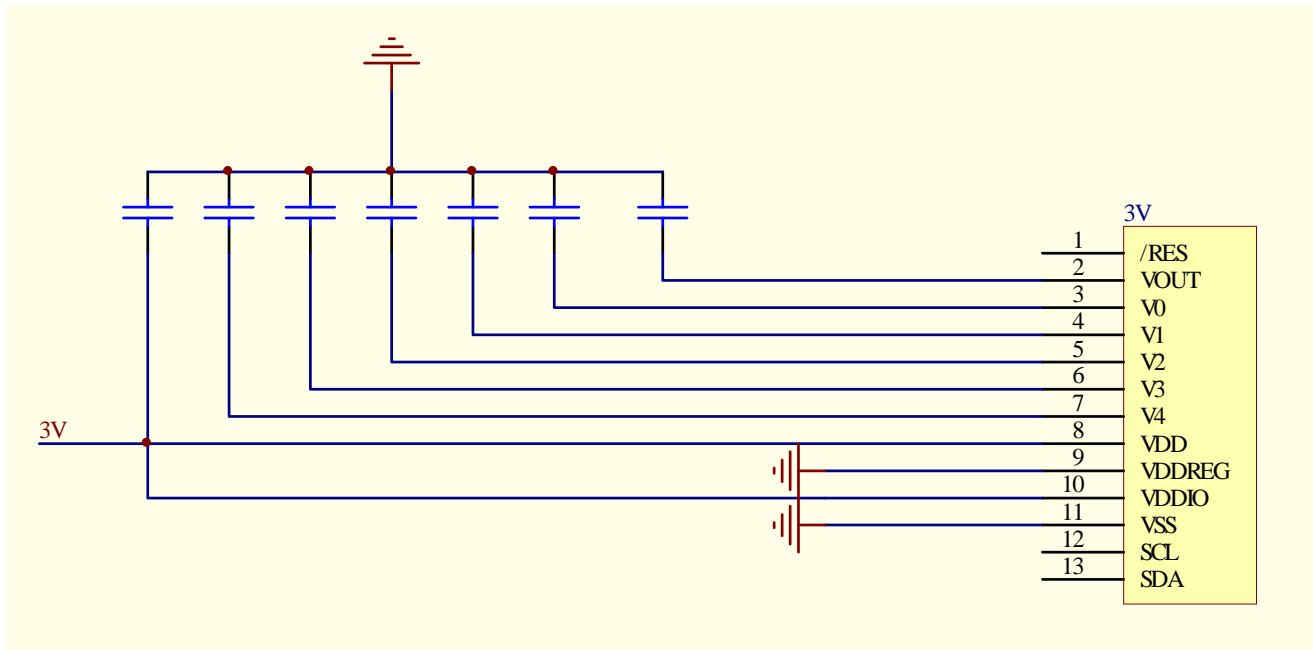 3V
1 /RES
2 VOUT
3 V0
4 V1
5 V2
6 V3
7 V4
3V
8 VDD
9 VDDREG
10 VDDIO
11 VSS
12 SCL
13 SDA